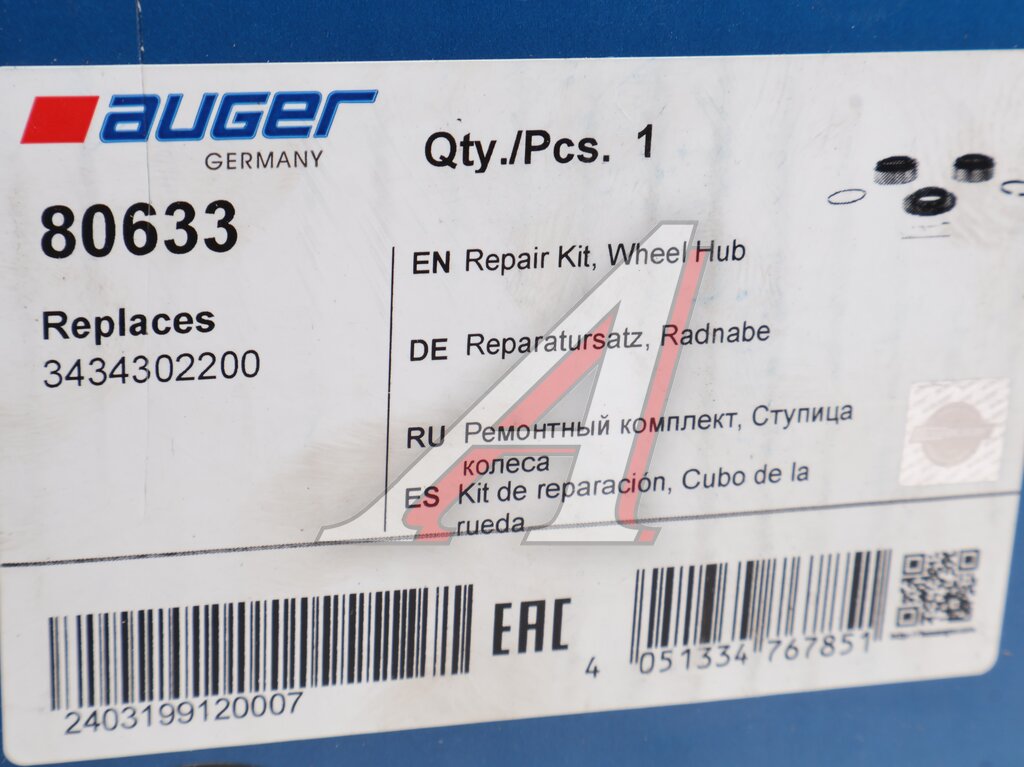 auger
GERMANY
Qty./Pcs. 1
80633
Replaces
3434302200
EN Repair Kit, Wheel Hub
DE Reparatursatz, Radnabe
RU Ремонтный комплект, Ступица
колеса
ES Kit de reparación, Cubo de la
rueda
2403199120007
EAC
4 051334 767851